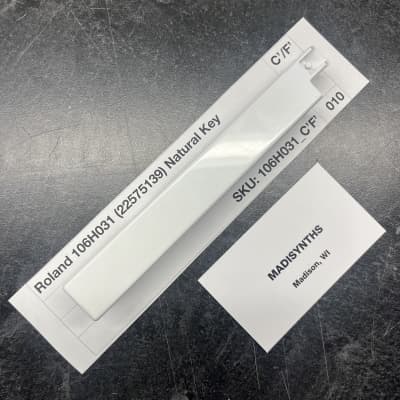 Roland 106H031 (22575139) Natural Key
C'/F'
SKU: 106H031_C'F'
010
MADISYNTHS
Madison, WI